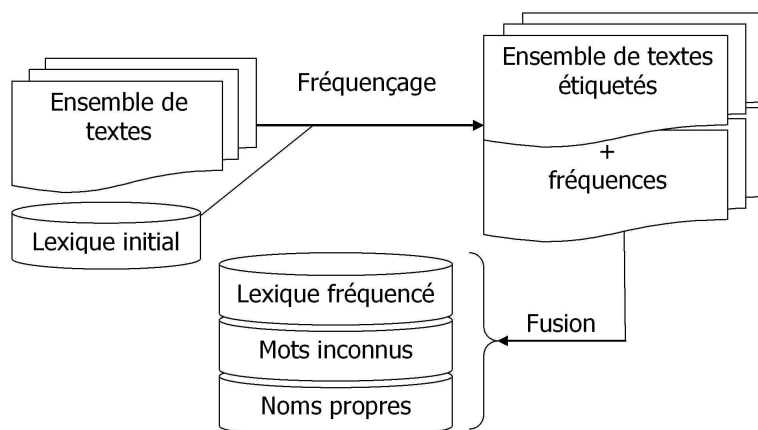 Ensemble de
textes
Lexique initial
Fréquençage
Ensemble de textes
étiquetés
+
fréquences
Fusion
Lexique fréquencé
Mots inconnus
Noms propres